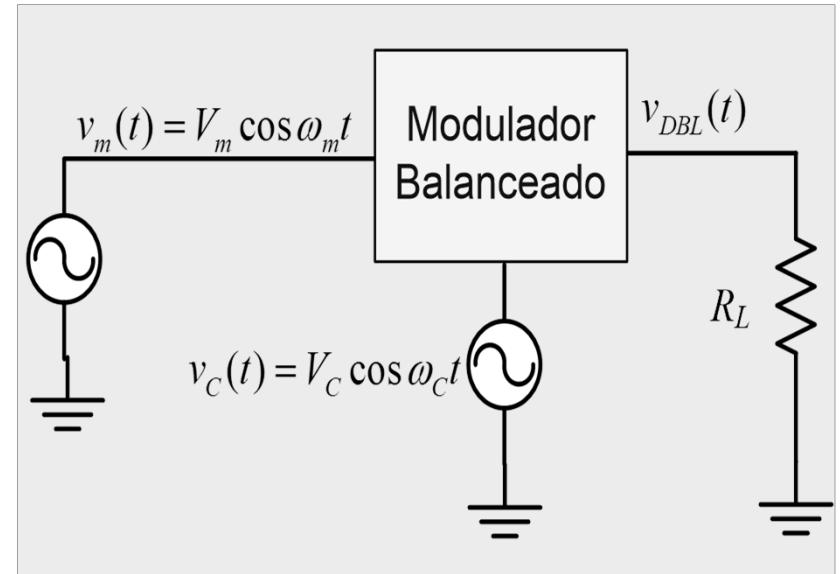 v_m(t) = V_m cos ω_m t
Modulador
Balanceado
v_DBL(t)
R_L
v_C(t) = V_C cos ω_C t